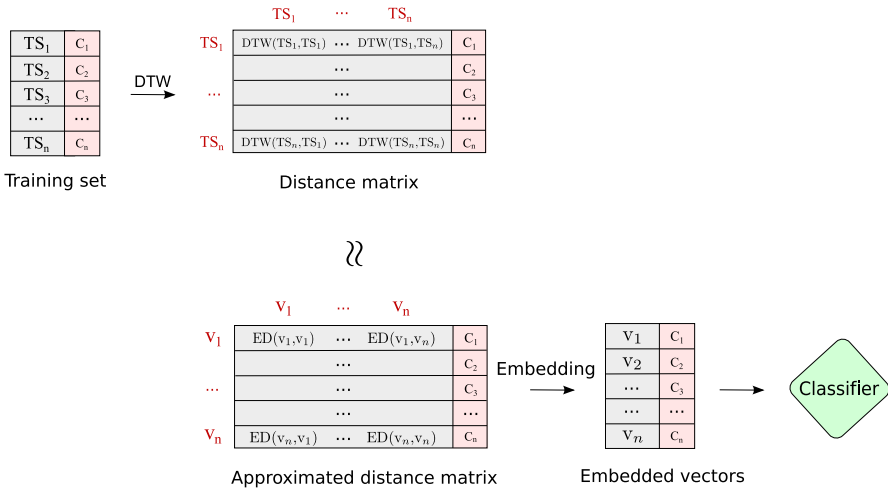 TS1 ... TSn
TS1 C1
TS2 C2
TS3 C3
... ...
TSn Cn
DTW
TS1 DTW(TS1,TS1) ... DTW(TS1,TSn) C1
... C2
... ... C3
... ...
TSn DTW(TSn,TS1) ... DTW(TSn,TSn) Cn
Training set
Distance matrix
≈
v1 ... vn
v1 ED(v1,v1) ... ED(v1,vn) C1
... C2
... ... C3
... ...
vn ED(vn,v1) ... ED(vn,vn) Cn
Approximated distance matrix
Embedding
v1 C1
v2 C2
... C3
... ...
vn Cn
Embedded vectors
Classifier